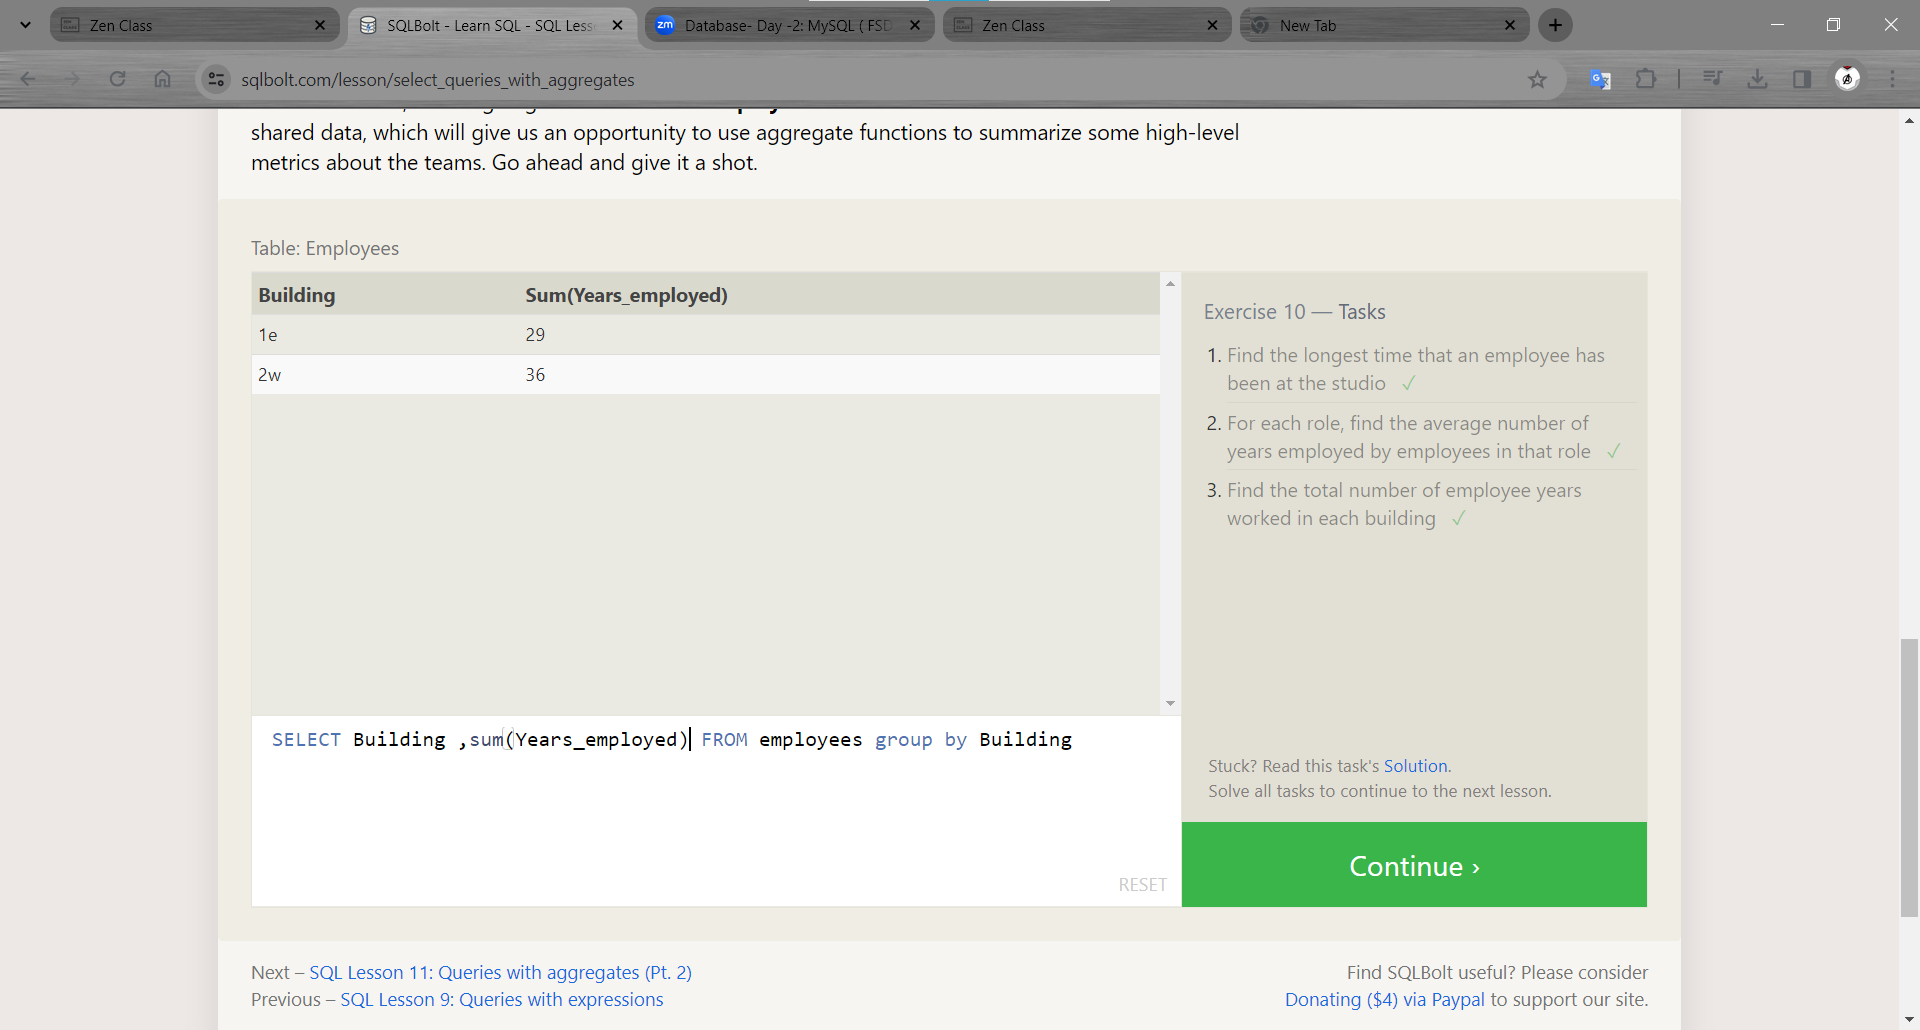 Zen Class
SQLBolt - Learn SQL - SQL Less
zm Database- Day -2: MySQL ( FSD
Zen Class
New Tab
sqlbolt.com/lesson/select_queries_with_aggregates
shared data, which will give us an opportunity to use aggregate functions to summarize some high-level
metrics about the teams. Go ahead and give it a shot.
Table: Employees
Building Sum(Years_employed)
1e 29
2w 36
Exercise 10 — Tasks
1. Find the longest time that an employee has
been at the studio ✓
2. For each role, find the average number of
years employed by employees in that role ✓
3. Find the total number of employee years
worked in each building ✓
SELECT Building ,sum(Years_employed) FROM employees group by Building
RESET
Stuck? Read this task's Solution.
Solve all tasks to continue to the next lesson.
Continue ›
Next – SQL Lesson 11: Queries with aggregates (Pt. 2)
Previous – SQL Lesson 9: Queries with expressions
Find SQLBolt useful? Please consider
Donating ($4) via Paypal to support our site.